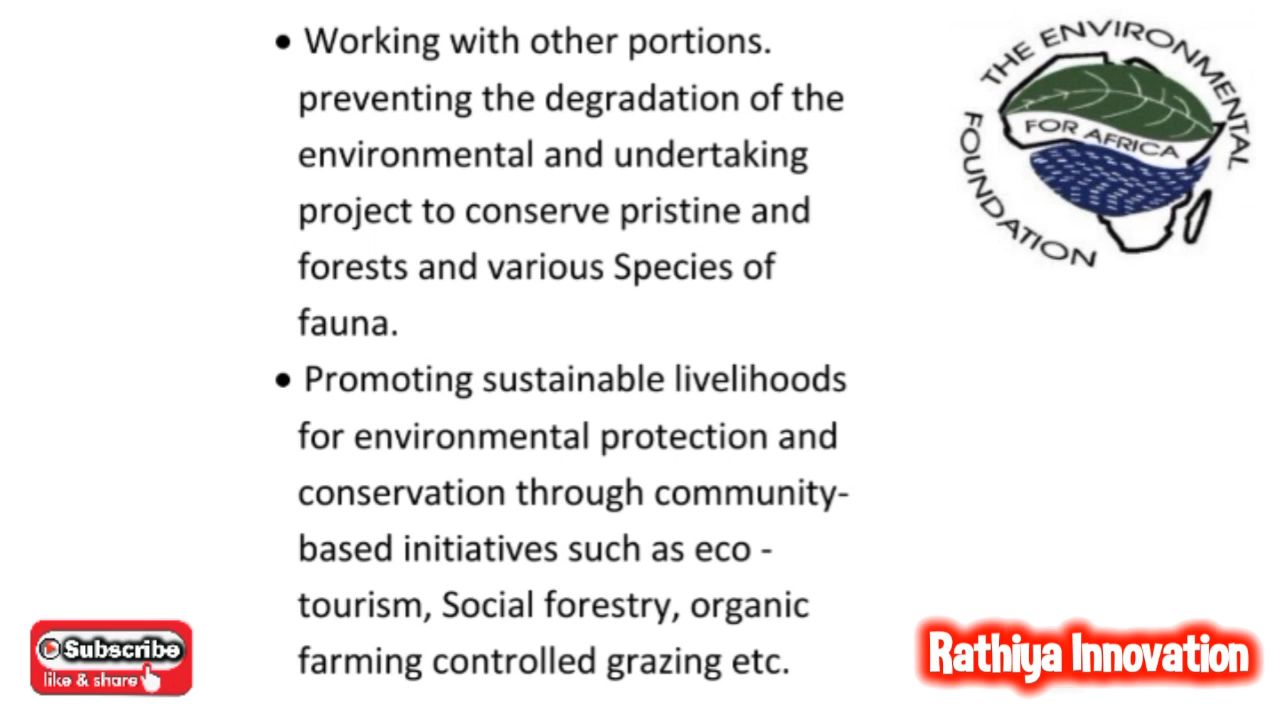 • Working with other portions.
preventing the degradation of the
environmental and undertaking
project to conserve pristine and
forests and various Species of
fauna.
• Promoting sustainable livelihoods
for environmental protection and
conservation through community-
based initiatives such as eco -
tourism, Social forestry, organic
farming controlled grazing etc.
THE ENVIRONMENTAL
FOUNDATION
FOR AFRICA
Subscribe
like & share
Rathiya Innovation